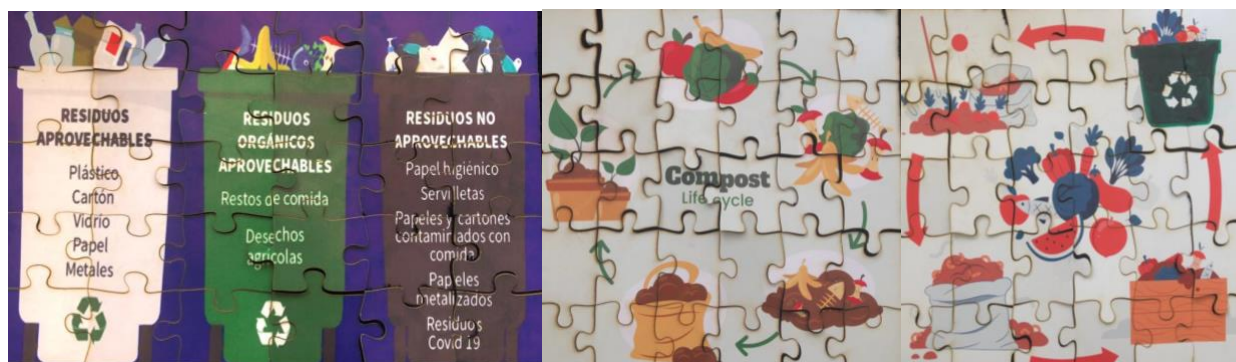 RESIDUOS
APROVECHABLES
Plástico
Cartón
Vidrio
Papel
Metales
RESIDUOS
ORGÁNICOS
APROVECHABLES
Restos de comida
Desechos
agrícolas
RESIDUOS NO
APROVECHABLES
Papel higiénico
Servilletas
Papeles y cartones
contaminados con
comida
Papeles
metalizados
Residuos
Covid 19
Compost
Life cycle